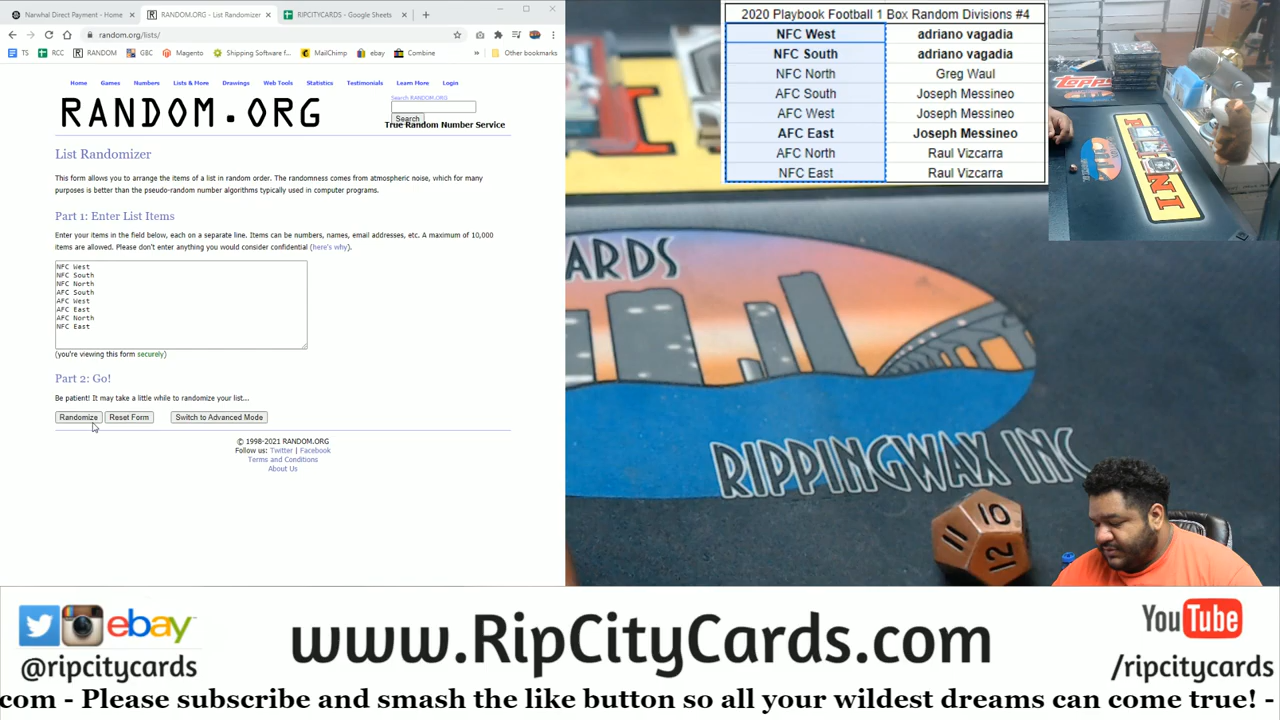 Narwhal Direct Payment - Home
RANDOM.ORG - List Randomizer
RIPCITYCARDS - Google Sheets
random.org/lists/
TS
RCC
RANDOM
GBC
Magento
Shipping Software f...
MailChimp
ebay
Combine
»
Other bookmarks
Home
Games
Numbers
Lists & More
Drawings
Web Tools
Statistics
Testimonials
Learn More
Login
RANDOM.ORG
Search RANDOM.ORG
Search
True Random Number Service
List Randomizer
This form allows you to arrange the items of a list in random order. The randomness comes from atmospheric noise, which for many
purposes is better than the pseudo-random number algorithms typically used in computer programs.
Part 1: Enter List Items
Enter your items in the field below, each on a separate line. Items can be numbers, names, email addresses, etc. A maximum of 10,000
items are allowed. Please don't enter anything you would consider confidential (here's why).
NFC West
NFC South
NFC North
AFC South
AFC West
AFC East
AFC North
NFC East
(you're viewing this form securely)
Part 2: Go!
Be patient! It may take a little while to randomize your list...
Randomize
Reset Form
Switch to Advanced Mode
© 1998-2021 RANDOM.ORG
Follow us: Twitter | Facebook
Terms and Conditions
About Us
2020 Playbook Football 1 Box Random Divisions #4
NFC West adriano vagadia
NFC South adriano vagadia
NFC North Greg Waul
AFC South Joseph Messineo
AFC West Joseph Messineo
AFC East Joseph Messineo
AFC North Raul Vizcarra
NFC East Raul Vizcarra
topps
ARDS
RIPPINGWAX INC
11
10
12
ebay
@ripcitycards
www.RipCityCards.com
YouTube
/ripcitycards
com - Please subscribe and smash the like button so all your wildest dreams can come true! -